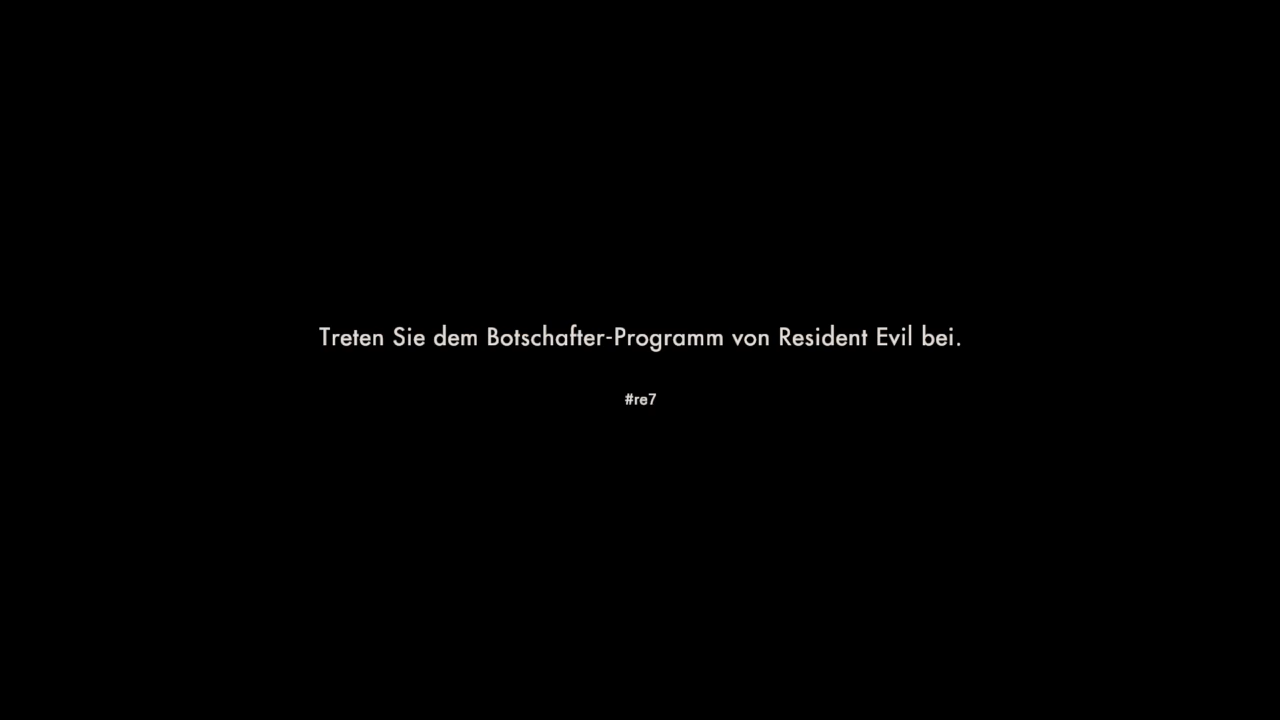 Treten Sie dem Botschafter-Programm von Resident Evil bei.
#re7